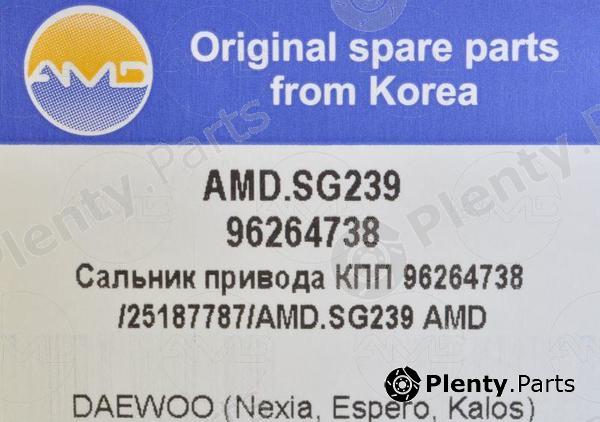 AMD
Original spare parts
from Korea
AMD.SG239
96264738
Сальник привода КПП 96264738
/25187787/AMD.SG239 AMD
DAEWOO (Nexia, Espero, Kalos)
Plenty.Parts